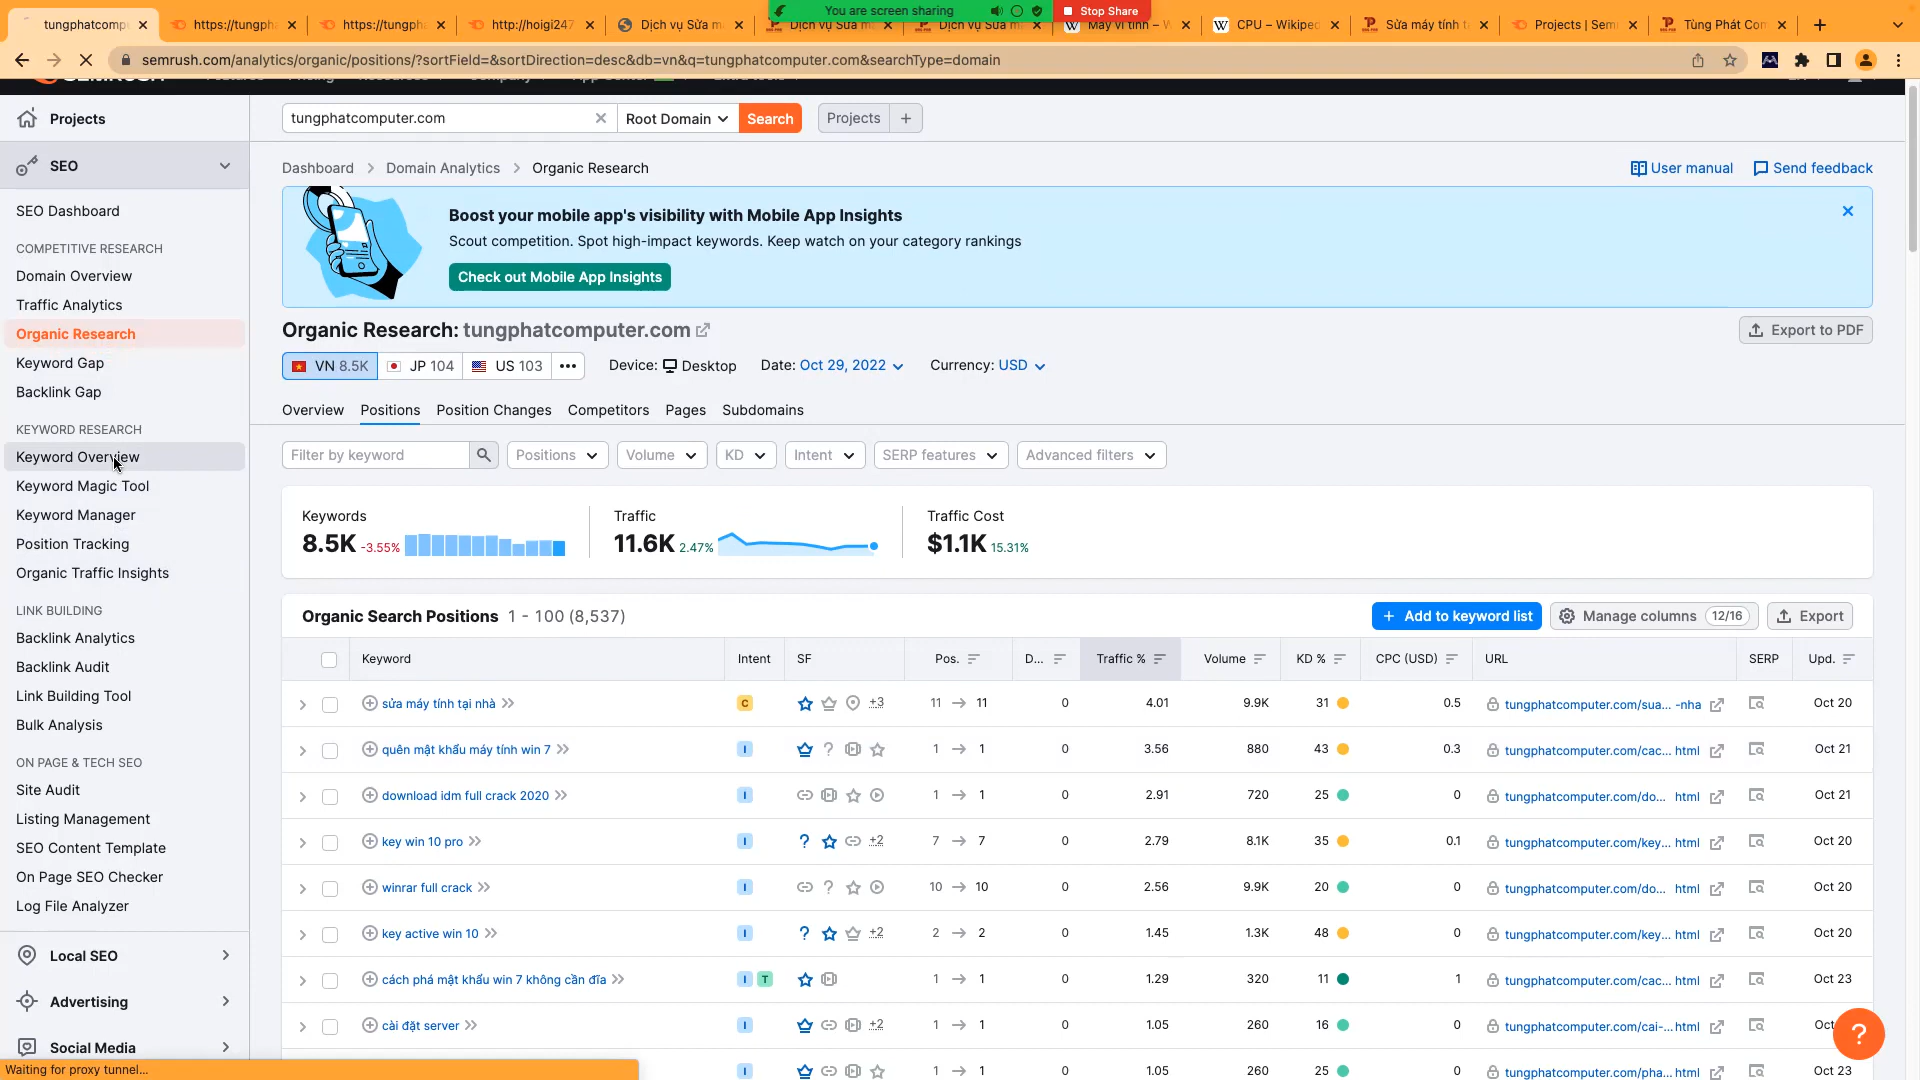 tungphatcompu
https://tungph
https://tungph
http://hoigi247
Dịch vụ Sửa m
Dịch vụ Sửa m
Dịch vụ Sửa m
Máy vi tính – W
CPU – Wikiped
Sửa máy tính t
Projects | Sem
Tùng Phát Com
You are screen sharing
Stop Share
semrush.com/analytics/organic/positions/?sortField=&sortDirection=desc&db=vn&q=tungphatcomputer.com&searchType=domain
Projects
tungphatcomputer.com
Root Domain
Search
Projects
+
SEO
Dashboard
Domain Analytics
Organic Research
User manual
Send feedback
SEO Dashboard
COMPETITIVE RESEARCH
Domain Overview
Traffic Analytics
Organic Research
Keyword Gap
Backlink Gap
KEYWORD RESEARCH
Keyword Overview
Keyword Magic Tool
Keyword Manager
Position Tracking
Organic Traffic Insights
LINK BUILDING
Backlink Analytics
Backlink Audit
Link Building Tool
Bulk Analysis
ON PAGE & TECH SEO
Site Audit
Listing Management
SEO Content Template
On Page SEO Checker
Log File Analyzer
Local SEO
Advertising
Social Media
Waiting for proxy tunnel...
Boost your mobile app's visibility with Mobile App Insights
Scout competition. Spot high-impact keywords. Keep watch on your category rankings
Check out Mobile App Insights
Organic Research: tungphatcomputer.com
Export to PDF
VN 8.5K JP 104 US 103 ••• Device: Desktop Date: Oct 29, 2022 Currency: USD
Overview Positions Position Changes Competitors Pages Subdomains
Filter by keyword Positions Volume KD Intent SERP features Advanced filters
Keywords
8.5K -3.55%
Traffic
11.6K 2.47%
Traffic Cost
$1.1K 15.31%
Organic Search Positions 1 - 100 (8,537)
+ Add to keyword list Manage columns 12/16 Export
Keyword Intent SF Pos. D... Traffic % Volume KD % CPC (USD) URL SERP Upd.
sửa máy tính tại nhà C +3 11 → 11 0 4.01 9.9K 31 0.5 tungphatcomputer.com/sua... -nha Oct 20
quên mật khẩu máy tính win 7 I 1 → 1 0 3.56 880 43 0.3 tungphatcomputer.com/cac... html Oct 21
download idm full crack 2020 I 1 → 1 0 2.91 720 25 0 tungphatcomputer.com/do... html Oct 21
key win 10 pro I +2 7 → 7 0 2.79 8.1K 35 0.1 tungphatcomputer.com/key... html Oct 20
winrar full crack I 10 → 10 0 2.56 9.9K 20 0 tungphatcomputer.com/do... html Oct 20
key active win 10 I +2 2 → 2 0 1.45 1.3K 48 0 tungphatcomputer.com/key... html Oct 20
cách phá mật khẩu win 7 không cần đĩa I T 1 → 1 0 1.29 320 11 1 tungphatcomputer.com/cac... html Oct 23
cài đặt server I +2 1 → 1 0 1.05 260 16 0 tungphatcomputer.com/cai-... html Oct
I 1 → 1 0 1.05 260 25 0 tungphatcomputer.com/pha... html Oct 23